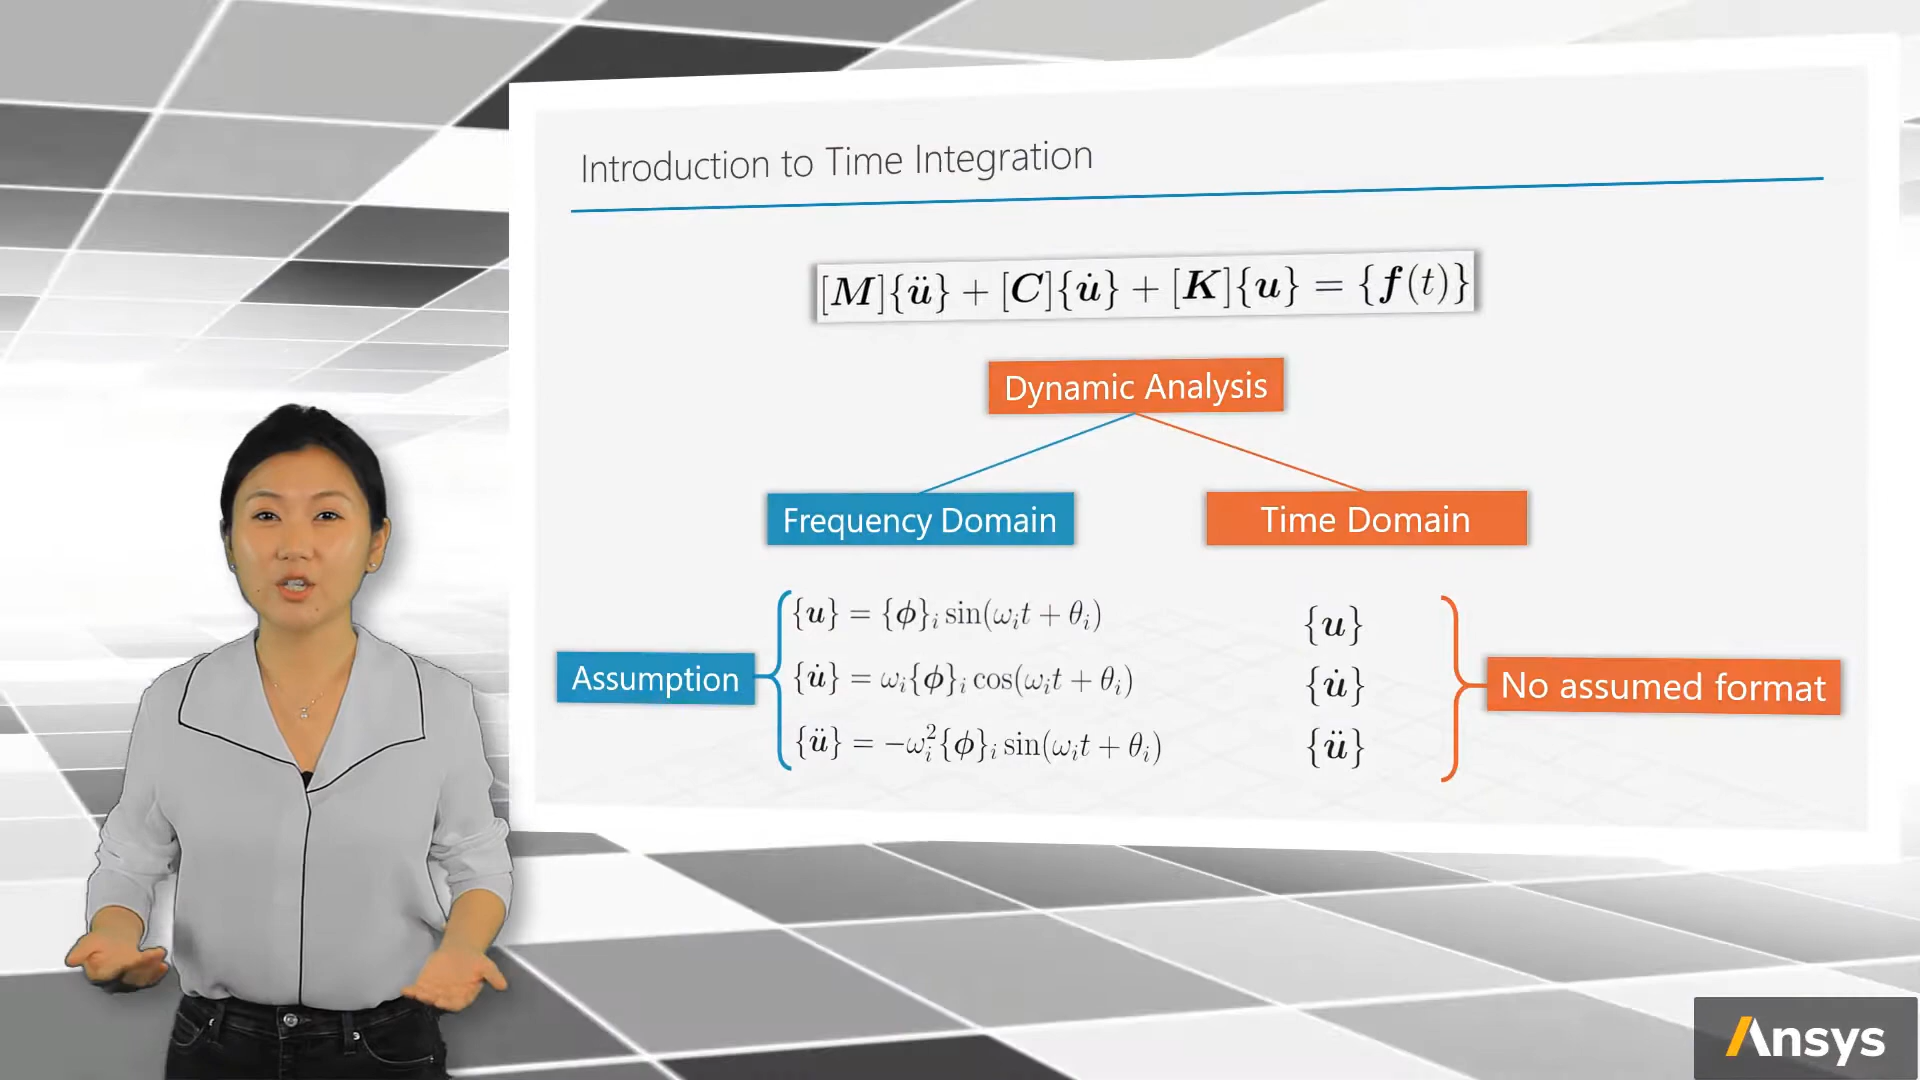 Introduction to Time Integration
[M]{ü} + [C]{u̇} + [K]{u} = {f(t)}
Dynamic Analysis
Frequency Domain
Time Domain
Assumption
{u} = {ϕ}ᵢ sin(ωᵢt + θᵢ)
{u̇} = ωᵢ{ϕ}ᵢ cos(ωᵢt + θᵢ)
{ü} = −ωᵢ²{ϕ}ᵢ sin(ωᵢt + θᵢ)
{u}
{u̇}
{ü}
No assumed format
Ansys